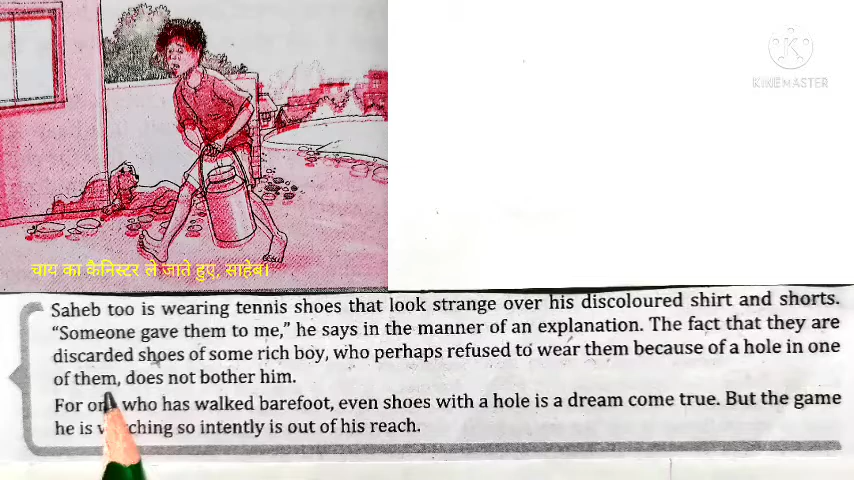 KINEMASTER
चाय का कैनिस्टर ले जाते हुए, साहेब।
Saheb too is wearing tennis shoes that look strange over his discoloured shirt and shorts.
“Someone gave them to me,” he says in the manner of an explanation. The fact that they are
discarded shoes of some rich boy, who perhaps refused to wear them because of a hole in one
of them, does not bother him.
For who has walked barefoot, even shoes with a hole is a dream come true. But the game
he is so intently is out of his reach.